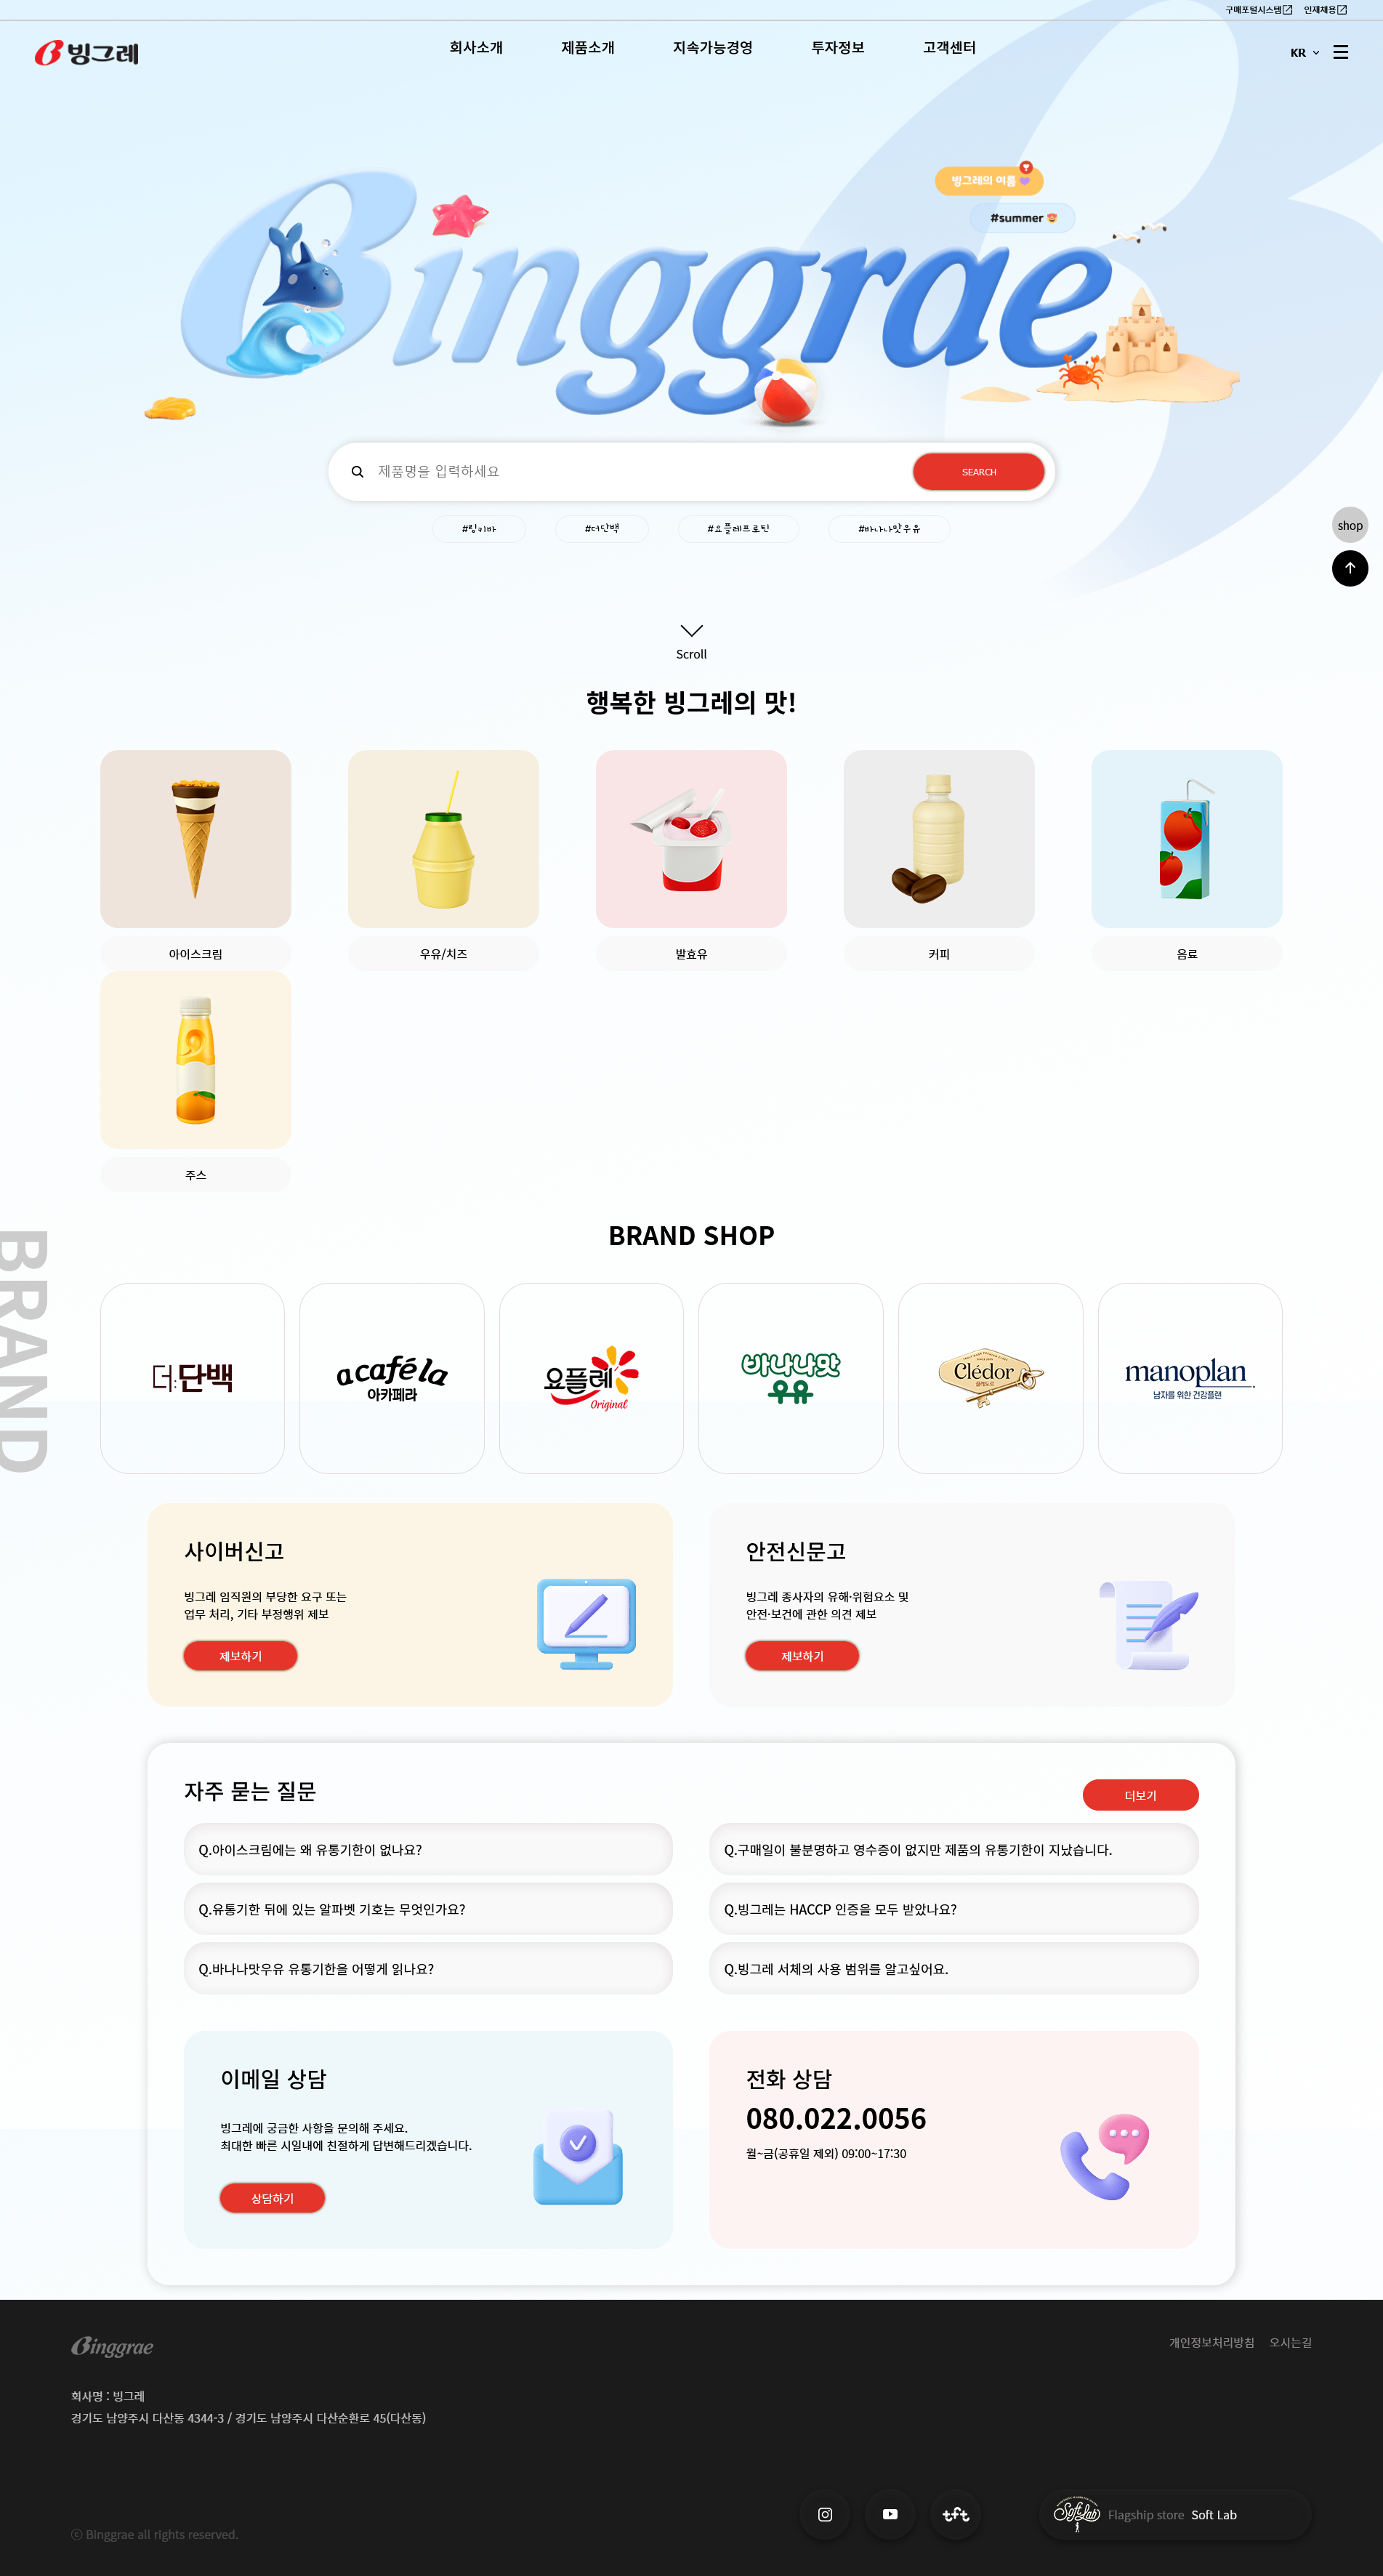 구매포털시스템 인재채용
빙그레
회사소개 제품소개 지속가능경영 투자정보 고객센터
KR
빙그레의 여름
#summer
Binggrae
제품명을 입력하세요
SEARCH
#링키바 #더단백 #요플레프로틴 #바나나맛우유
shop
Scroll
행복한 빙그레의 맛!
아이스크림 우유/치즈 발효유 커피 음료
주스
BRAND
BRAND SHOP
더:단백
acafé la
아카페라
요플레
Original
바나나맛
우유
Clédor
끌레도르
manoplan
남자를 위한 건강플랜
사이버신고
빙그레 임직원의 부당한 요구 또는
업무 처리, 기타 부정행위 제보
제보하기
안전신문고
빙그레 종사자의 유해·위험요소 및
안전·보건에 관한 의견 제보
제보하기
자주 묻는 질문
더보기
Q.아이스크림에는 왜 유통기한이 없나요?
Q.구매일이 불분명하고 영수증이 없지만 제품의 유통기한이 지났습니다.
Q.유통기한 뒤에 있는 알파벳 기호는 무엇인가요?
Q.빙그레는 HACCP 인증을 모두 받았나요?
Q.바나나맛우유 유통기한을 어떻게 읽나요?
Q.빙그레 서체의 사용 범위를 알고싶어요.
이메일 상담
빙그레에 궁금한 사항을 문의해 주세요.
최대한 빠른 시일내에 친절하게 답변해드리겠습니다.
상담하기
전화 상담
080.022.0056
월~금(공휴일 제외) 09:00~17:30
Binggrae
개인정보처리방침 오시는길
회사명 : 빙그레
경기도 남양주시 다산동 4344-3 / 경기도 남양주시 다산순환로 45(다산동)
ⓒ Binggrae all rights reserved.
tft
SoftLab
Flagship store Soft Lab